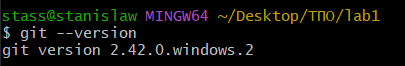 stass@stanislaw MINGW64 ~/Desktop/ТПО/lab1
$ git --version
git version 2.42.0.windows.2